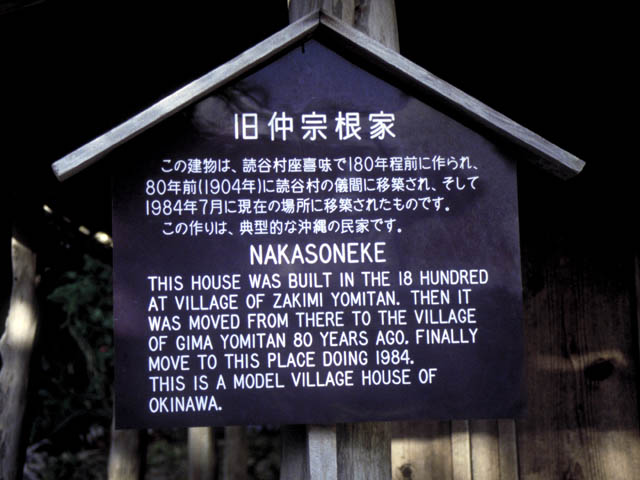 旧仲宗根家
この建物は、読谷村座喜味で180年程前に作られ、
80年前(1904年)に読谷村の儀間に移築され、そして
1984年7月に現在の場所に移築されたものです。
この作りは、典型的な沖縄の民家です。
NAKASONEKE
THIS HOUSE WAS BUILT IN THE 18 HUNDRED
AT VILLAGE OF ZAKIMI YOMITAN. THEN IT
WAS MOVED FROM THERE TO THE VILLAGE
OF GIMA YOMITAN 80 YEARS AGO. FINALLY
MOVE TO THIS PLACE DOING 1984.
THIS IS A MODEL VILLAGE HOUSE OF
OKINAWA.